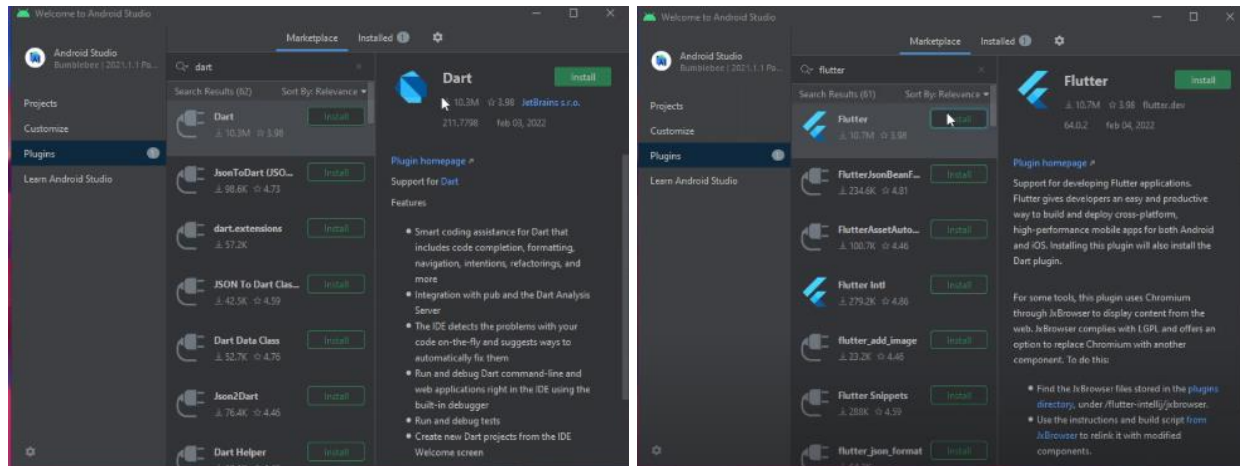 Welcome to Android Studio
Marketplace Installed 1
Android Studio
Bumblebee | 2021.1.1 Pa...
Projects
Customize
Plugins 1
Learn Android Studio
dart
Search Results (62) Sort By: Relevance
Dart Install
10.3M 3.98
JsonToDart (JSO... Install
98.6K 4.73
dart.extensions Install
57.2K
JSON To Dart Clas... Install
42.5K 4.59
Dart Data Class Install
52.7K 4.76
Json2Dart Install
76.4K 4.46
Dart Helper Install
Dart Install
10.3M 3.98 JetBrains s.r.o.
211.7798 feb 03, 2022
Plugin homepage
Support for Dart
Features
Smart coding assistance for Dart that
includes code completion, formatting,
navigation, intentions, refactorings, and
more
Integration with pub and the Dart Analysis
Server
The IDE detects the problems with your
code on-the-fly and suggests ways to
automatically fix them
Run and debug Dart command-line and
web applications right in the IDE using the
built-in debugger
Run and debug tests
Create new Dart projects from the IDE
Welcome screen
Welcome to Android Studio
Marketplace Installed 1
Android Studio
Bumblebee | 2021.1.1 Pa...
Projects
Customize
Plugins 1
Learn Android Studio
flutter
Search Results (61) Sort By: Relevance
Flutter Install
10.7M 3.98
FlutterJsonBeanF... Install
234.6K 4.81
FlutterAssetAuto... Install
100.7K 4.46
Flutter Intl Install
279.2K 4.86
flutter_add_image Install
23.2K 4.46
Flutter Snippets Install
288K 4.59
flutter_json_format Install
Flutter Install
10.7M 3.98 flutter.dev
64.0.2 feb 04, 2022
Plugin homepage
Support for developing Flutter applications.
Flutter gives developers an easy and productive
way to build and deploy cross-platform,
high-performance mobile apps for both Android
and iOS. Installing this plugin will also install the
Dart plugin.
For some tools, this plugin uses Chromium
through JxBrowser to display content from the
web. JxBrowser complies with LGPL and offers an
option to replace Chromium with another
component. To do this:
Find the JxBrowser files stored in the plugins
directory, under /flutter-intellij/jxbrowser.
Use the instructions and build script from
JxBrowser to relink it with modified
components.